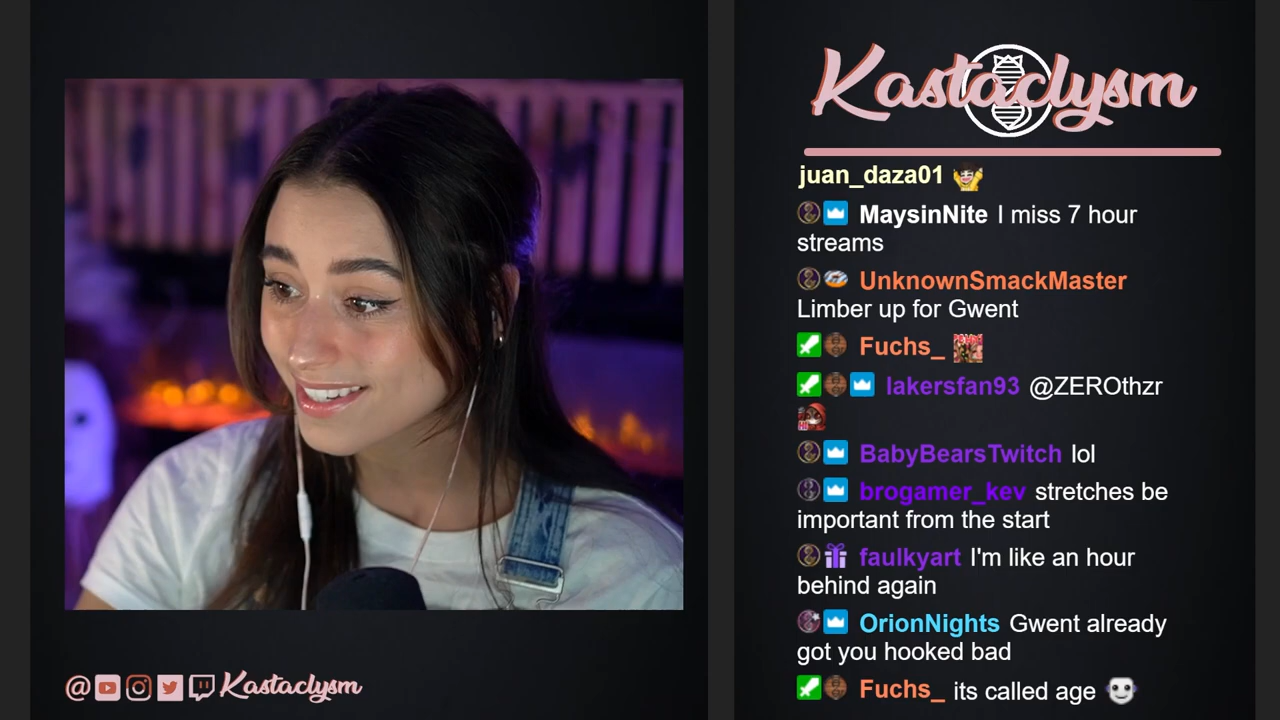 Kastaclysm
juan_daza01
MaysinNite I miss 7 hour
streams
UnknownSmackMaster
Limber up for Gwent
Fuchs_
lakersfan93 @ZEROthzr
HI
BabyBearsTwitch lol
brogamer_kev stretches be
important from the start
faulkyart I'm like an hour
behind again
OrionNights Gwent already
got you hooked bad
Fuchs_ its called age
@ Kastaclysm